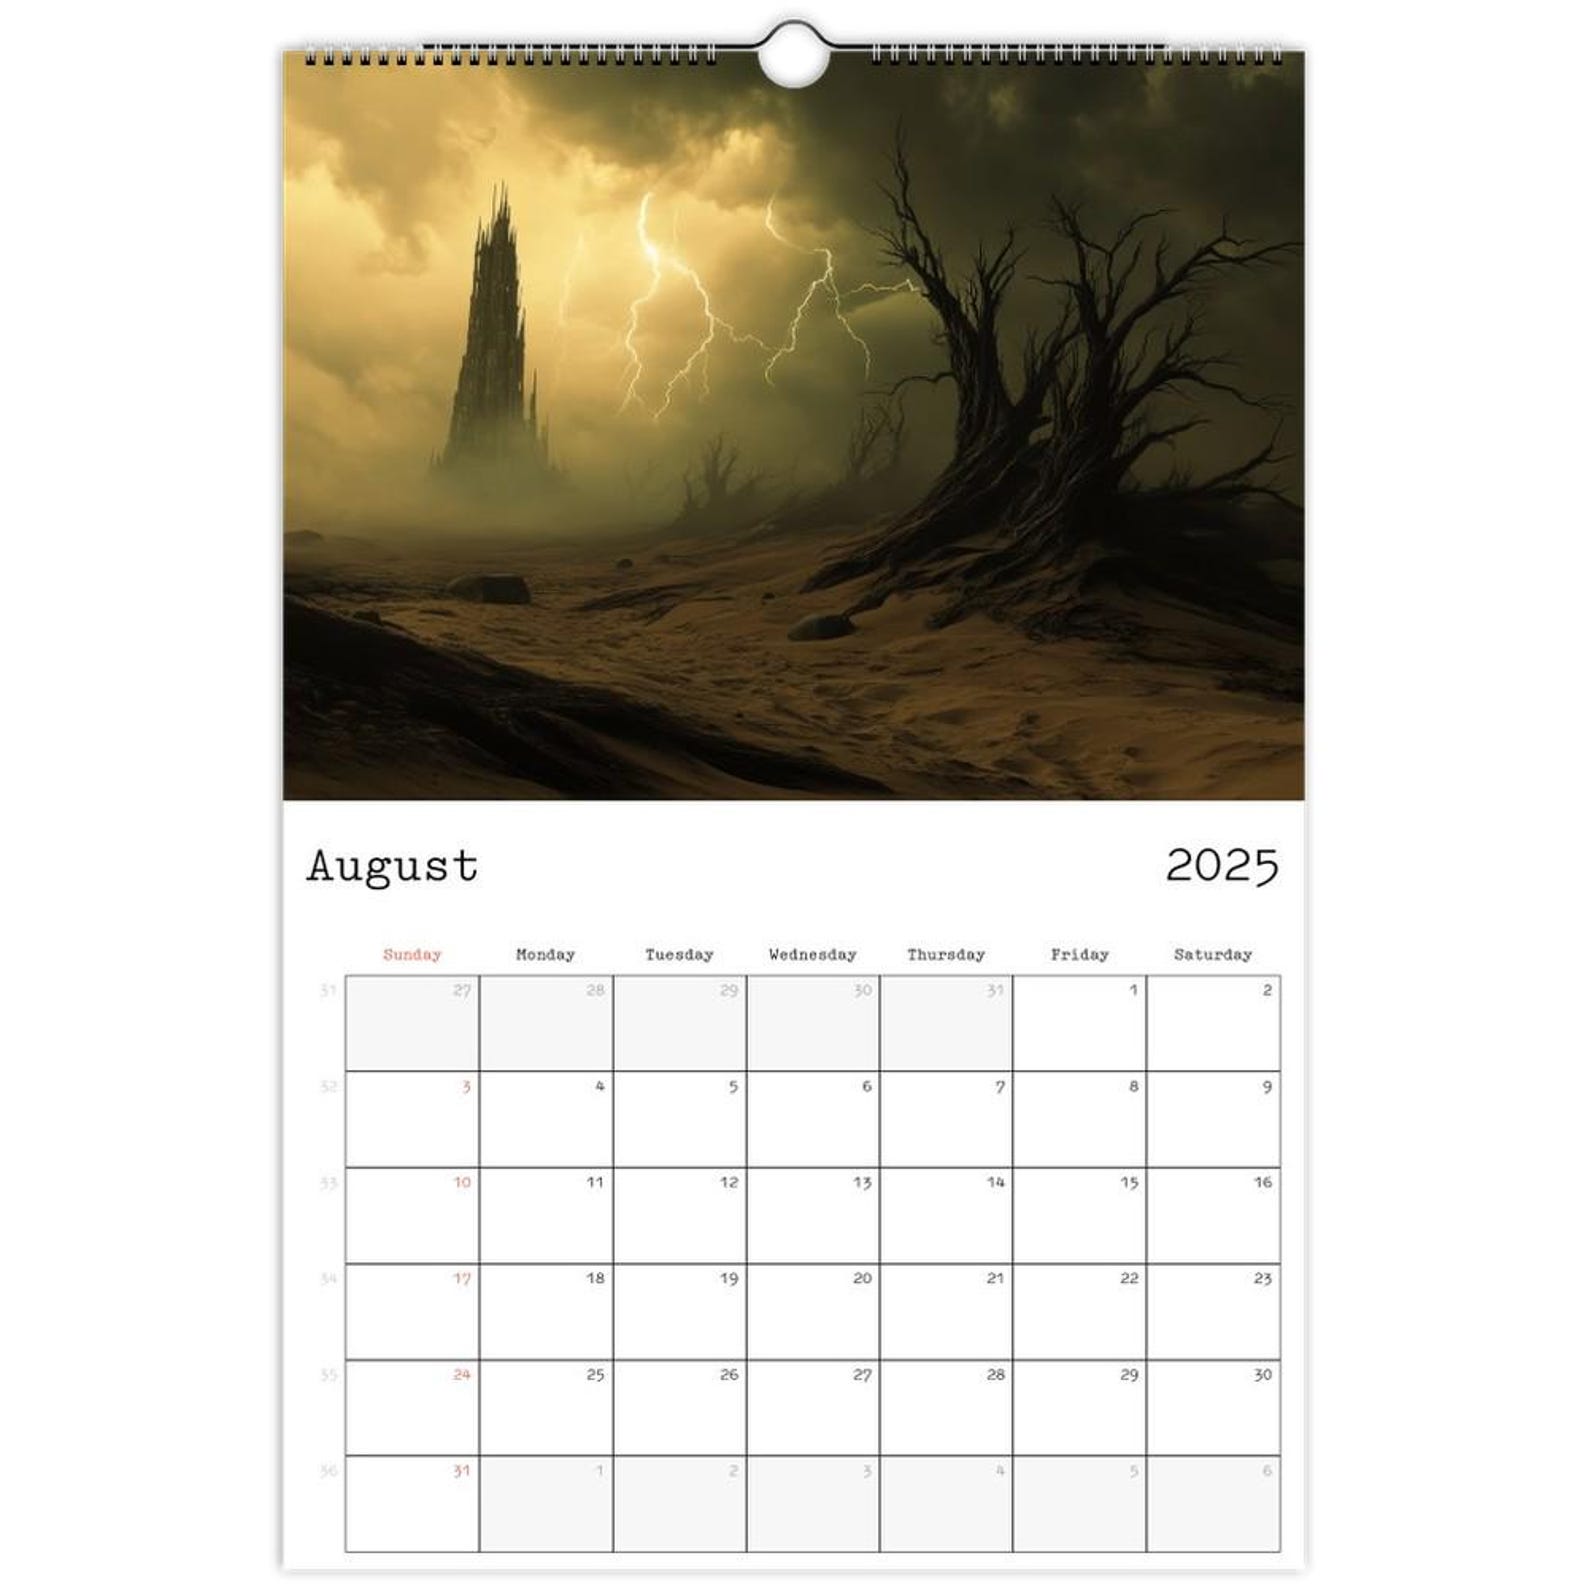 August 2025
Sunday Monday Tuesday Wednesday Thursday Friday Saturday
31 27 28 29 30 31 1 2
32 3 4 5 6 7 8 9
33 10 11 12 13 14 15 16
34 17 18 19 20 21 22 23
35 24 25 26 27 28 29 30
36 31 1 2 3 4 5 6